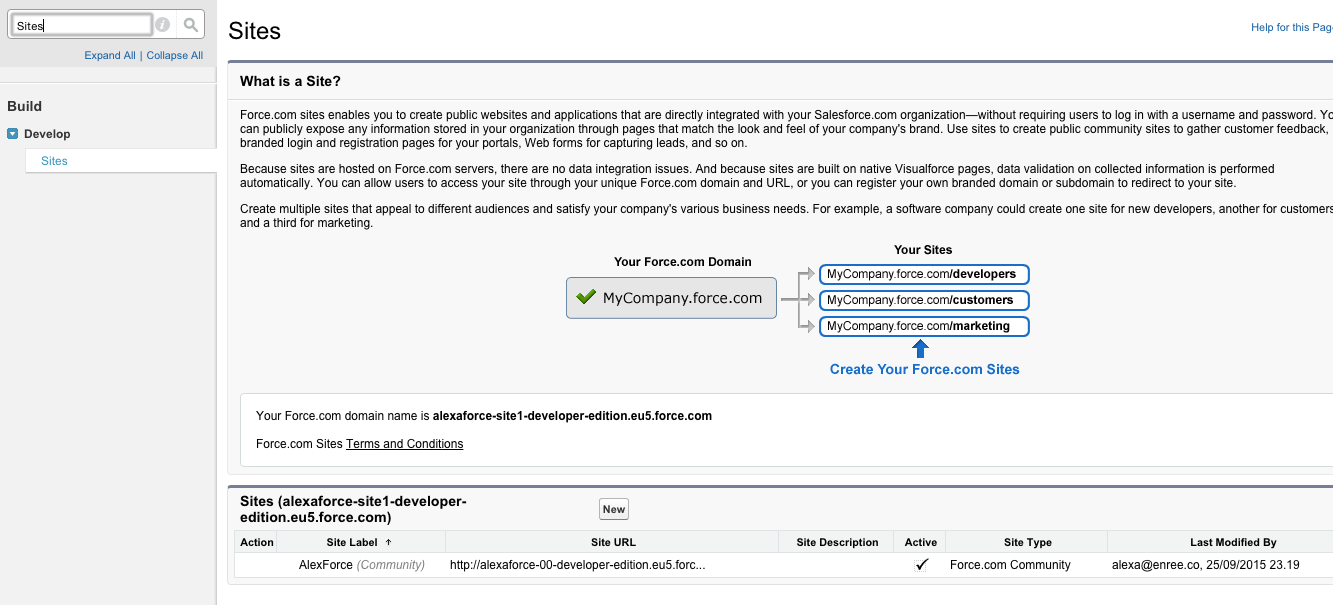 Sites
Expand All | Collapse All
Build
Develop
Sites
Sites
Help for this Pag
What is a Site?
Force.com sites enables you to create public websites and applications that are directly integrated with your Salesforce.com organization—without requiring users to log in with a username and password. Yo
can publicly expose any information stored in your organization through pages that match the look and feel of your company's brand. Use sites to create public community sites to gather customer feedback,
branded login and registration pages for your portals, Web forms for capturing leads, and so on.
Because sites are hosted on Force.com servers, there are no data integration issues. And because sites are built on native Visualforce pages, data validation on collected information is performed
automatically. You can allow users to access your site through your unique Force.com domain and URL, or you can register your own branded domain or subdomain to redirect to your site.
Create multiple sites that appeal to different audiences and satisfy your company's various business needs. For example, a software company could create one site for new developers, another for customers
and a third for marketing.
Your Force.com Domain
MyCompany.force.com
Your Sites
MyCompany.force.com/developers
MyCompany.force.com/customers
MyCompany.force.com/marketing
Create Your Force.com Sites
Your Force.com domain name is alexaforce-site1-developer-edition.eu5.force.com
Force.com Sites Terms and Conditions
Sites (alexaforce-site1-developer-
edition.eu5.force.com)
New
Action Site Label ↑ Site URL Site Description Active Site Type Last Modified By
AlexForce (Community) http://alexaforce-00-developer-edition.eu5.forc... ✓ Force.com Community alexa@enree.co, 25/09/2015 23.19